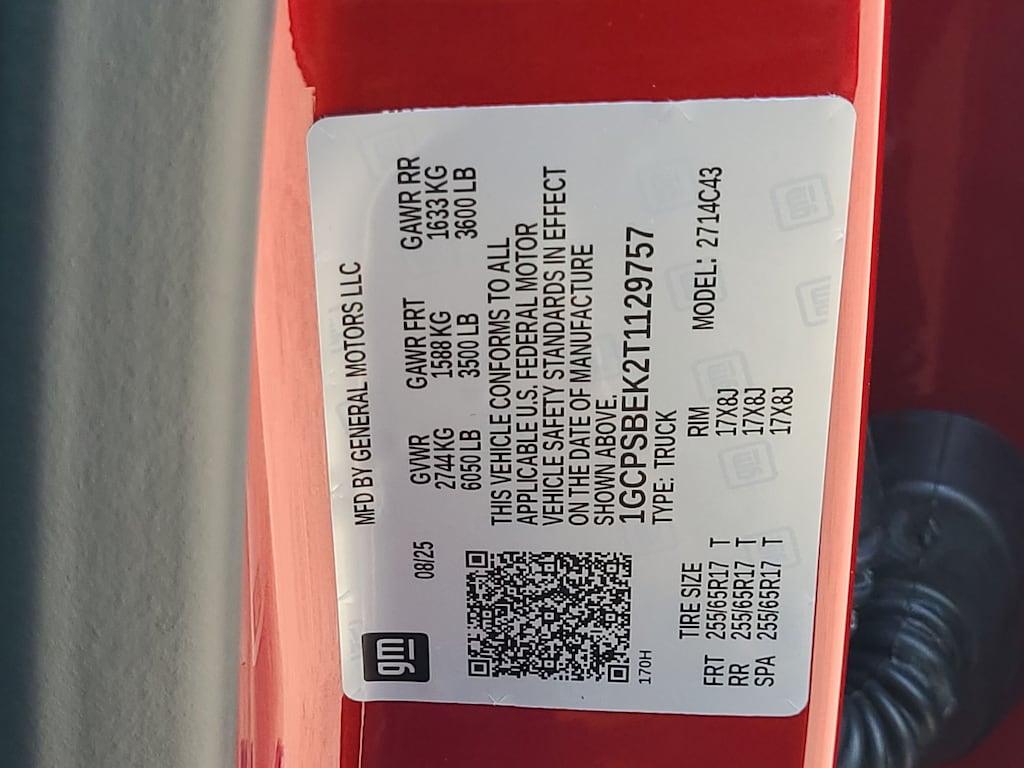 gm
MFD BY GENERAL MOTORS LLC
08/25
GVWR GAWR FRT GAWR RR
2744 KG 1588 KG 1633 KG
6050 LB 3500 LB 3600 LB
THIS VEHICLE CONFORMS TO ALL
APPLICABLE U.S. FEDERAL MOTOR
VEHICLE SAFETY STANDARDS IN EFFECT
ON THE DATE OF MANUFACTURE
SHOWN ABOVE.
1GCPSBEK2T1129757
TYPE: TRUCK
170H
TIRE SIZE RIM MODEL: 2714C43
FRT 255/65R17 T 17X8J
RR 255/65R17 T 17X8J
SPA 255/65R17 T 17X8J